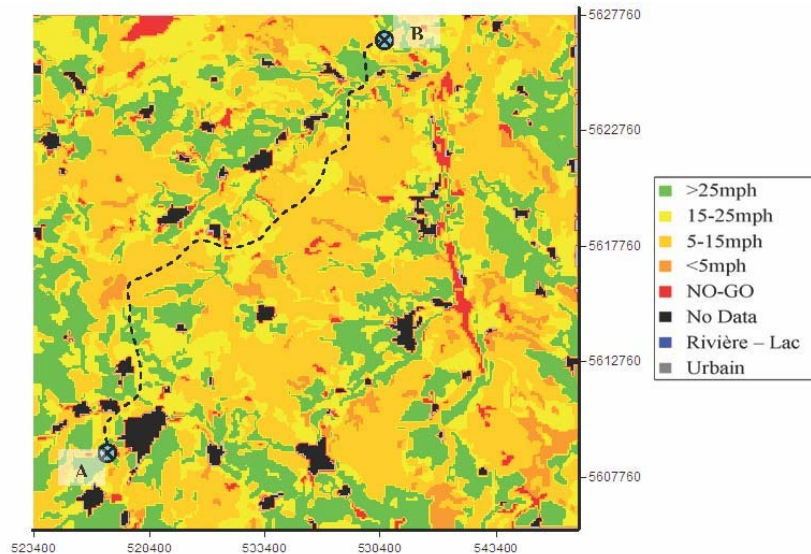 B
A
5627760
5622760
5617760
5612760
5607760
523400
528400
533400
530400
543400
>25mph
15-25mph
5-15mph
<5mph
NO-GO
No Data
Rivière – Lac
Urbain